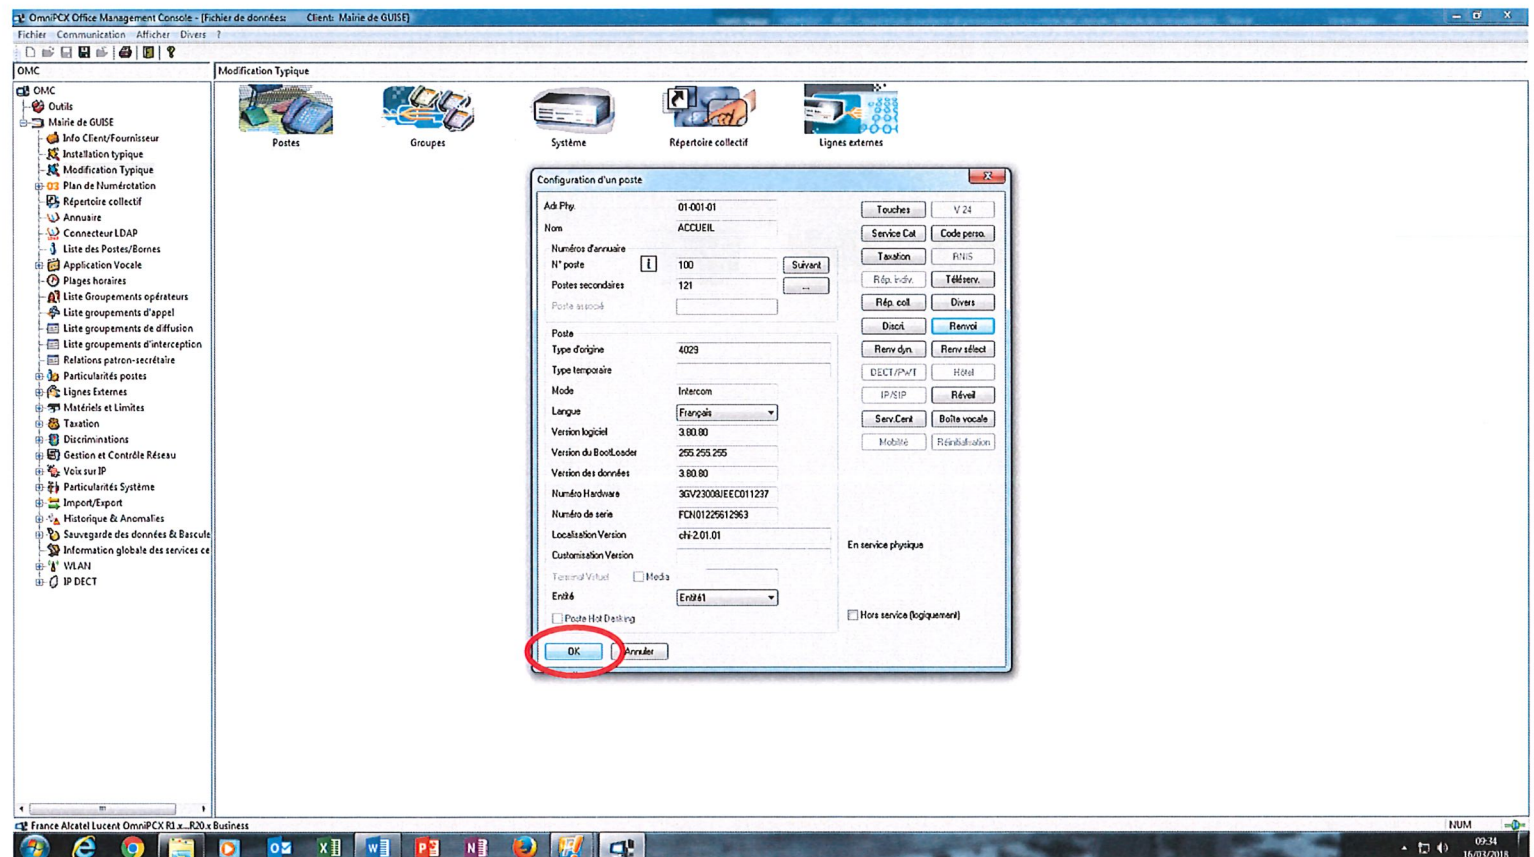 OmniPCX Office Management Console - [Fichier de données: Client: Mairie de GUISE]
Fichier Communication Afficher Divers ?
OMC
Modification Typique
OMC
Outils
Mairie de GUISE
Info Client/Fournisseur
Installation typique
Modification Typique
Plan de Numérotation
Répertoire collectif
Annuaire
Connecteur LDAP
Liste des Postes/Bornes
Application Vocale
Plages horaires
Liste Groupements opérateurs
Liste groupements d'appel
Liste groupements de diffusion
Liste groupements d'interception
Relations patron-secrétaire
Particularités postes
Lignes Externes
Matériels et Limites
Taxation
Discriminations
Gestion et Contrôle Réseau
Voix sur IP
Particularités Système
Import/Export
Historique & Anomalies
Sauvegarde des données & Bascule
Information globale des services ce
WLAN
IP DECT
Postes
Groupes
Système
Répertoire collectif
Lignes externes
Configuration d'un poste
Adr.Phy. 01-001-01
Nom ACCUEIL
Numéros d'annuaire
N° poste i 100 Suivant
Postes secondaires 121 ...
Poste associé
Poste
Type d'origine 4029
Type temporaire
Mode Intercom
Langue Français
Version logiciel 3.80.80
Version du BootLoader 255.255.255
Version des données 3.80.80
Numéro Hardware 3GV23008JEEC011237
Numéro de serie FCN01225612963
Localisation Version chi-2.01.01
Customisation Version
Terminal Virtuel Media
Entité Entité1
Poste Hot Desking
OK Annuler
Touches V 24
Service Cat Code perso.
Taxation RNIS
Rép. indiv. Téléserv.
Rép. coll Divers
Discri. Renvoi
Renv dyn. Renv sélect
DECT/PWT Hôtel
IP/SIP Réveil
Serv.Cent Boîte vocale
Mobilité Réinitialisation
En service physique
Hors service (logiquement)
France Alcatel Lucent OmniPCX R1.x...R20.x Business
NUM
09:34
16/03/2018